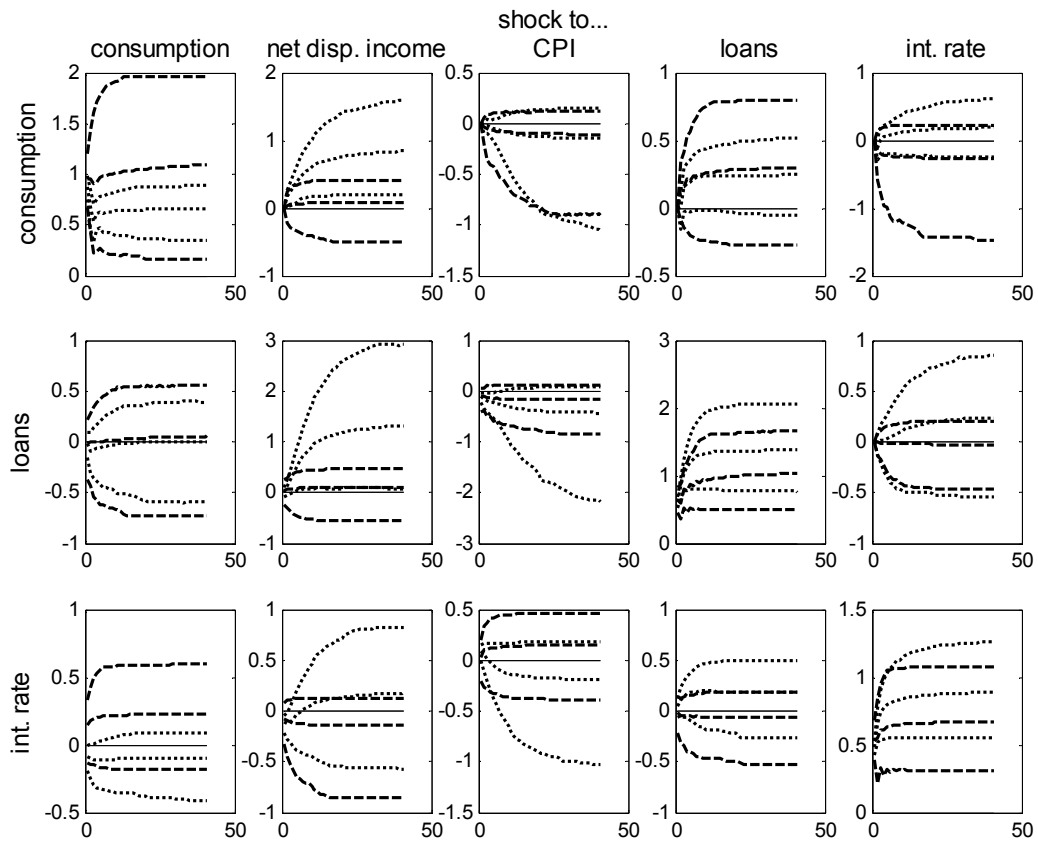 shock to...
consumption net disp. income CPI loans int. rate
2 1 0.5 1 1
1.5 0 0.5 0
1 0 -0.5 0 -1
0.5 -1
0 -1 -1.5 -0.5 -2
0 50 0 50 0 50 0 50 0 50
consumption
1 3 1 3 1
0.5 2 0 2 0.5
0 1 -1 1 0
-0.5 0 -2 -0.5
-1 -1 -3 0 -1
0 50 0 50 0 50 0 50 0 50
loans
1 1 0.5 1 1.5
0.5 0.5 0 0.5 1
0 0 -0.5 0 0.5
-0.5 -1 -0.5
-0.5 -1 -1.5 -1 0
0 50 0 50 0 50 0 50 0 50
int. rate